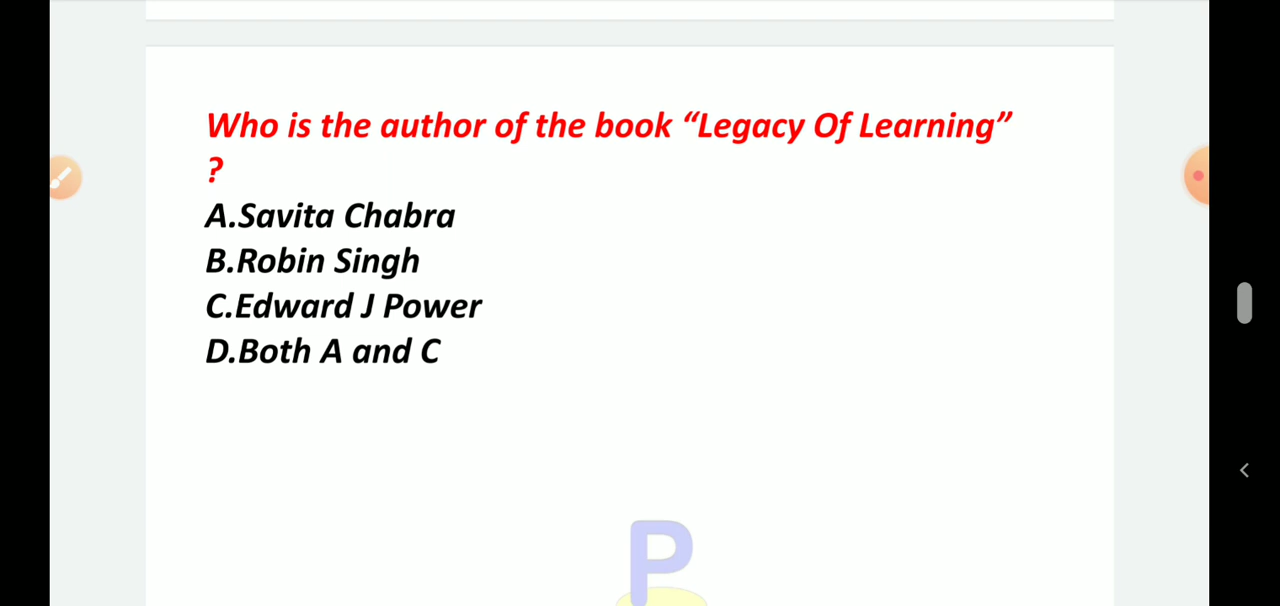 Who is the author of the book “Legacy Of Learning”
?
A.Savita Chabra
B.Robin Singh
C.Edward J Power
D.Both A and C
P